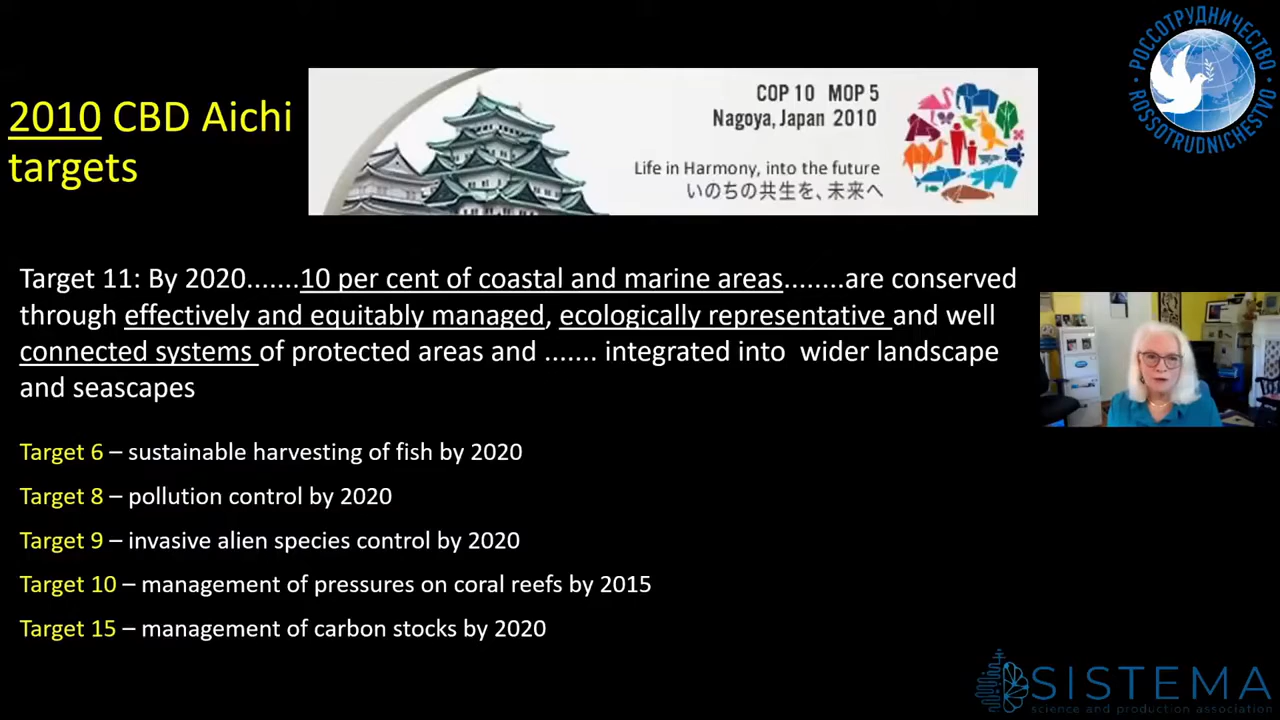 2010 CBD Aichi
targets
COP 10 MOP 5
Nagoya, Japan 2010
Life in Harmony, into the future
いのちの共生を、未来へ
РОССОТРУДНИЧЕСТВО
ROSSOTRUDNICHESTVO
Target 11: By 2020.......10 per cent of coastal and marine areas........are conserved
through effectively and equitably managed, ecologically representative and well
connected systems of protected areas and ....... integrated into wider landscape
and seascapes
Target 6 – sustainable harvesting of fish by 2020
Target 8 – pollution control by 2020
Target 9 – invasive alien species control by 2020
Target 10 – management of pressures on coral reefs by 2015
Target 15 – management of carbon stocks by 2020
SISTEMA
science and production association